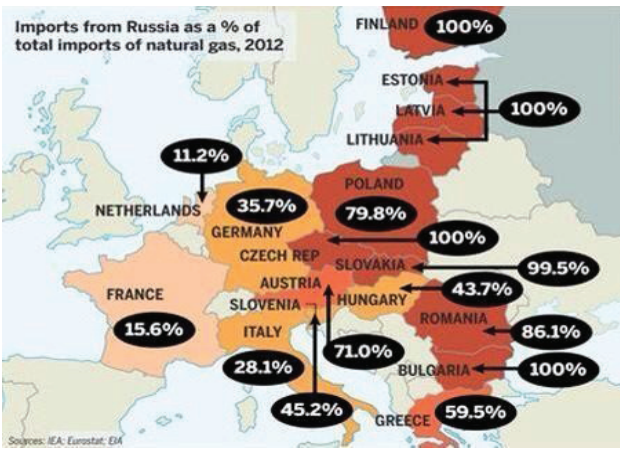 Imports from Russia as a % of
total imports of natural gas, 2012
FINLAND 100%
ESTONIA
LATVIA 100%
LITHUANIA
11.2%
POLAND
NETHERLANDS 35.7% 79.8%
GERMANY 100%
CZECH REP
SLOVAKIA 99.5%
AUSTRIA 43.7%
FRANCE SLOVENIA HUNGARY
ROMANIA
15.6% ITALY 86.1%
71.0%
28.1% BULGARIA 100%
45.2% GREECE 59.5%
Sources: IEA; Eurostat; EIA